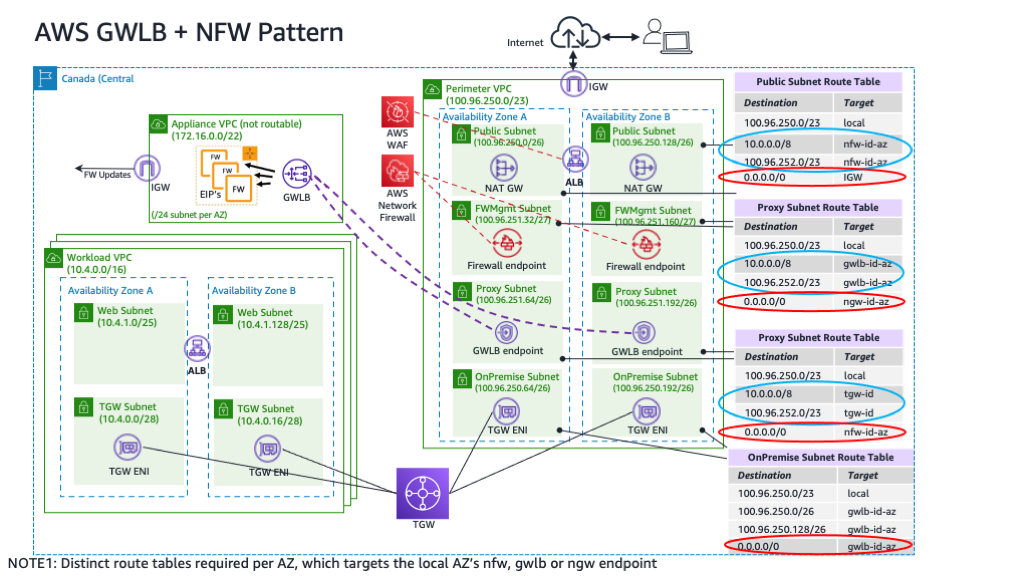 AWS GWLB + NFW Pattern
Internet
IGW
Canada (Central
Perimeter VPC
(100.96.250.0/23)
AWS
WAF
AWS
Network
Firewall
Appliance VPC (not routable)
(172.16.0.0/22)
FW
FW
FW
EIP's
GWLB
(/24 subnet per AZ)
FW Updates
IGW
Workload VPC
(10.4.0.0/16)
Availability Zone A
Web Subnet
(10.4.1.0/25)
TGW Subnet
(10.4.0.0/28)
TGW ENI
ALB
Availability Zone B
Web Subnet
(10.4.1.128/25)
TGW Subnet
(10.4.0.16/28)
TGW ENI
TGW
Availability Zone A
Public Subnet
(100.96.250.0/26)
NAT GW
FWMgmt Subnet
(100.96.251.32/27)
Firewall endpoint
Proxy Subnet
(100.96.251.64/26)
GWLB endpoint
OnPremise Subnet
(100.96.250.64/26)
TGW ENI
ALB
Availability Zone B
Public Subnet
(100.96.250.128/26)
NAT GW
FWMgmt Subnet
(100.96.251.160/27)
Firewall endpoint
Proxy Subnet
(100.96.251.192/26)
GWLB endpoint
OnPremise Subnet
(100.96.250.192/26)
TGW ENI
Public Subnet Route Table
Destination Target
100.96.250.0/23 local
10.0.0.0/8 nfw-id-az
100.96.252.0/23 nfw-id-az
0.0.0.0/0 IGW
Proxy Subnet Route Table
Destination Target
100.96.250.0/23 local
10.0.0.0/8 gwlb-id-az
100.96.252.0/23 gwlb-id-az
0.0.0.0/0 ngw-id-az
Proxy Subnet Route Table
Destination Target
100.96.250.0/23 local
10.0.0.0/8 tgw-id
100.96.252.0/23 tgw-id
0.0.0.0/0 nfw-id-az
OnPremise Subnet Route Table
Destination Target
100.96.250.0/23 local
100.96.250.0/26 gwlb-id-az
100.96.250.128/26 gwlb-id-az
0.0.0.0/0 gwlb-id-az
NOTE1: Distinct route tables required per AZ, which targets the local AZ's nfw, gwlb or ngw endpoint